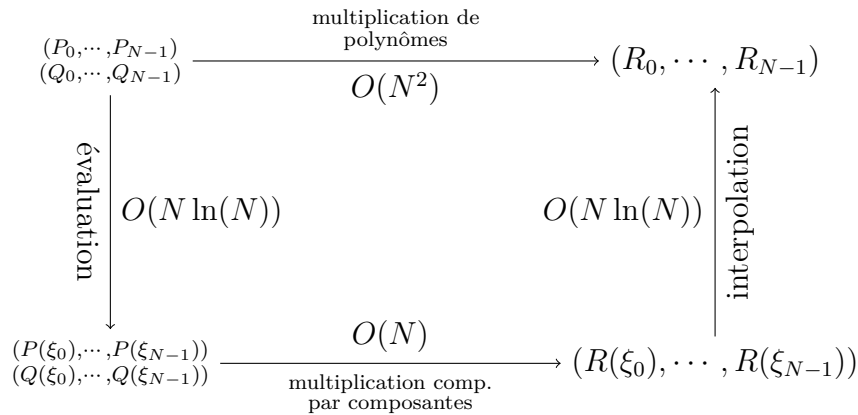 multiplication de
polynômes
(P_0,⋯,P_{N−1})
(Q_0,⋯,Q_{N−1})
(R_0,⋯,R_{N−1})
O(N^2)
évaluation
O(N ln(N))
O(N ln(N))
interpolation
O(N)
(P(ξ_0),⋯,P(ξ_{N−1}))
(Q(ξ_0),⋯,Q(ξ_{N−1}))
(R(ξ_0),⋯,R(ξ_{N−1}))
multiplication comp.
par composantes